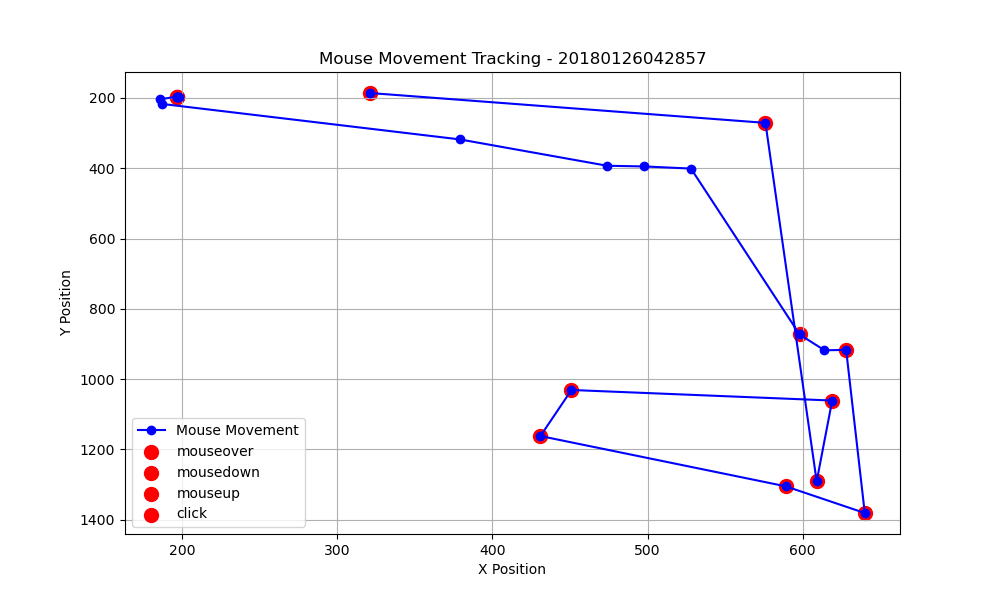 Mouse Movement Tracking - 20180126042857
200
400
600
800
1000
1200
1400
Y Position
Mouse Movement
mouseover
mousedown
mouseup
click
200
300
400
500
600
X Position